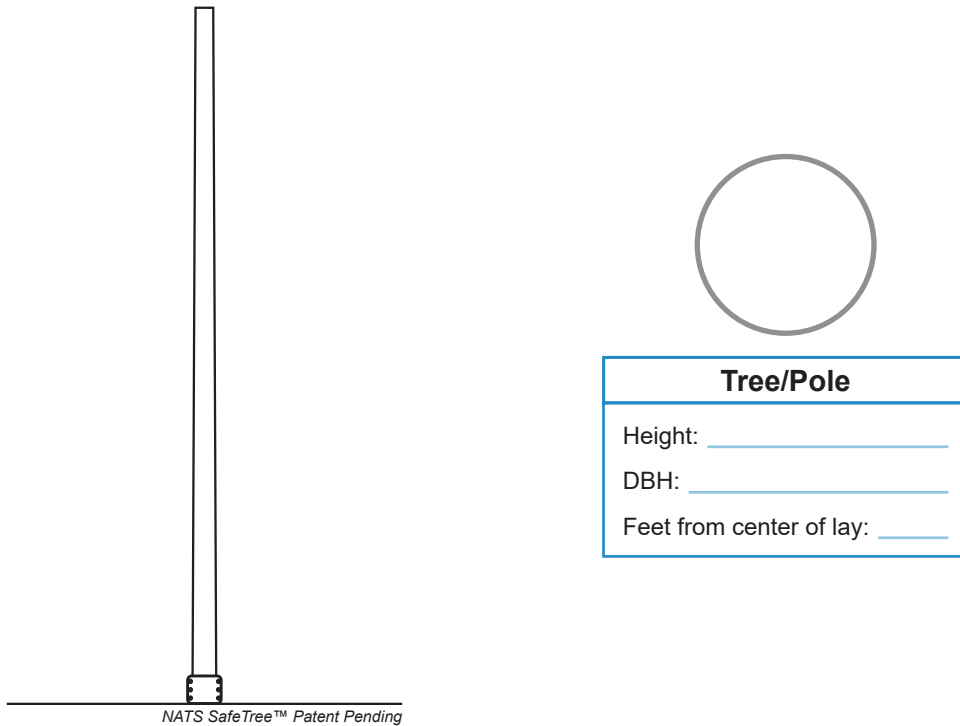 Tree/Pole
Height:
DBH:
Feet from center of lay:
NATS SafeTree™ Patent Pending